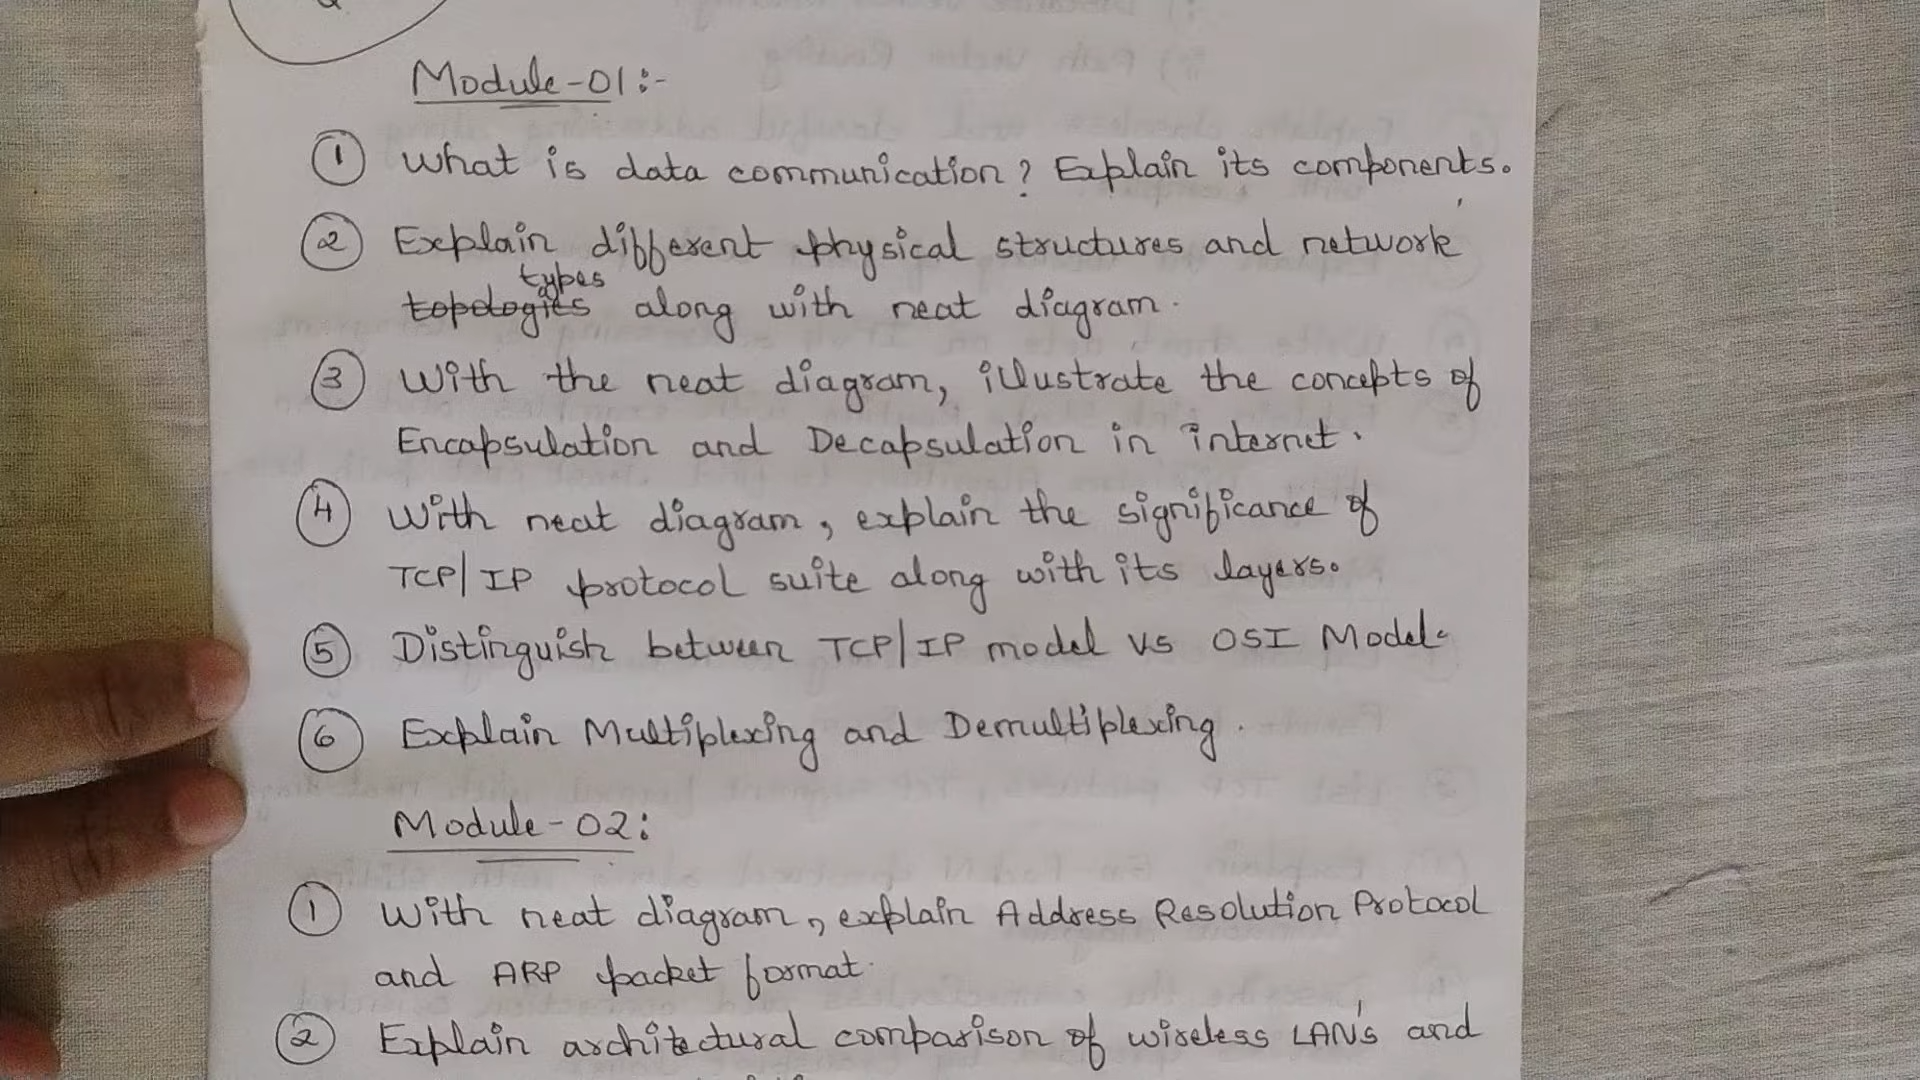 Module-01:-
① What is data communication? Explain its components.
② Explain different physical structures and network
types
topologies along with neat diagram.
③ With the neat diagram, illustrate the concepts of
Encapsulation and Decapsulation in internet.
④ With neat diagram, explain the significance of
TCP/IP protocol suite along with its layers.
⑤ Distinguish between TCP/IP model vs OSI Model.
⑥ Explain Multiplexing and Demultiplexing.
Module-02:
① With neat diagram, explain Address Resolution Protocol
and ARP packet format.
② Explain architectural comparison of wireless LAN's and